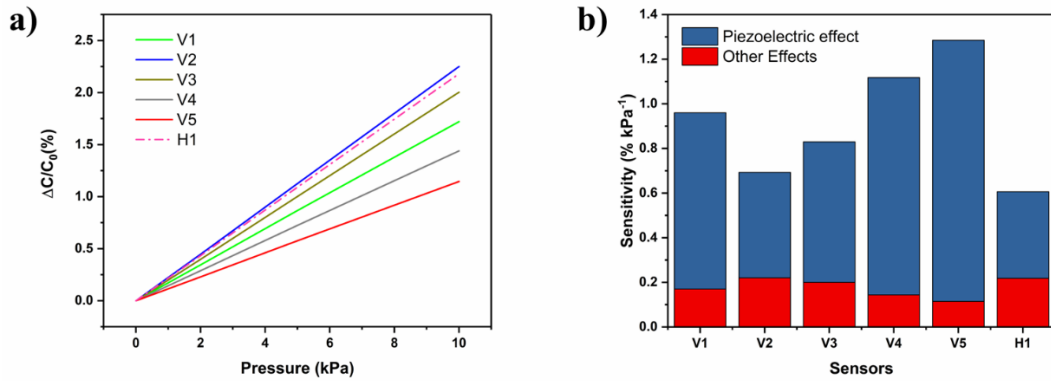 a)
2.5
2.0
1.5
1.0
0.5
0.0
ΔC/C₀(%)
V1
V2
V3
V4
V5
H1
0 2 4 6 8 10
Pressure (kPa)
b)
1.4
1.2
1.0
0.8
0.6
0.4
0.2
0.0
Sensitivity (% kPa⁻¹)
Piezoelectric effect
Other Effects
V1 V2 V3 V4 V5 H1
Sensors